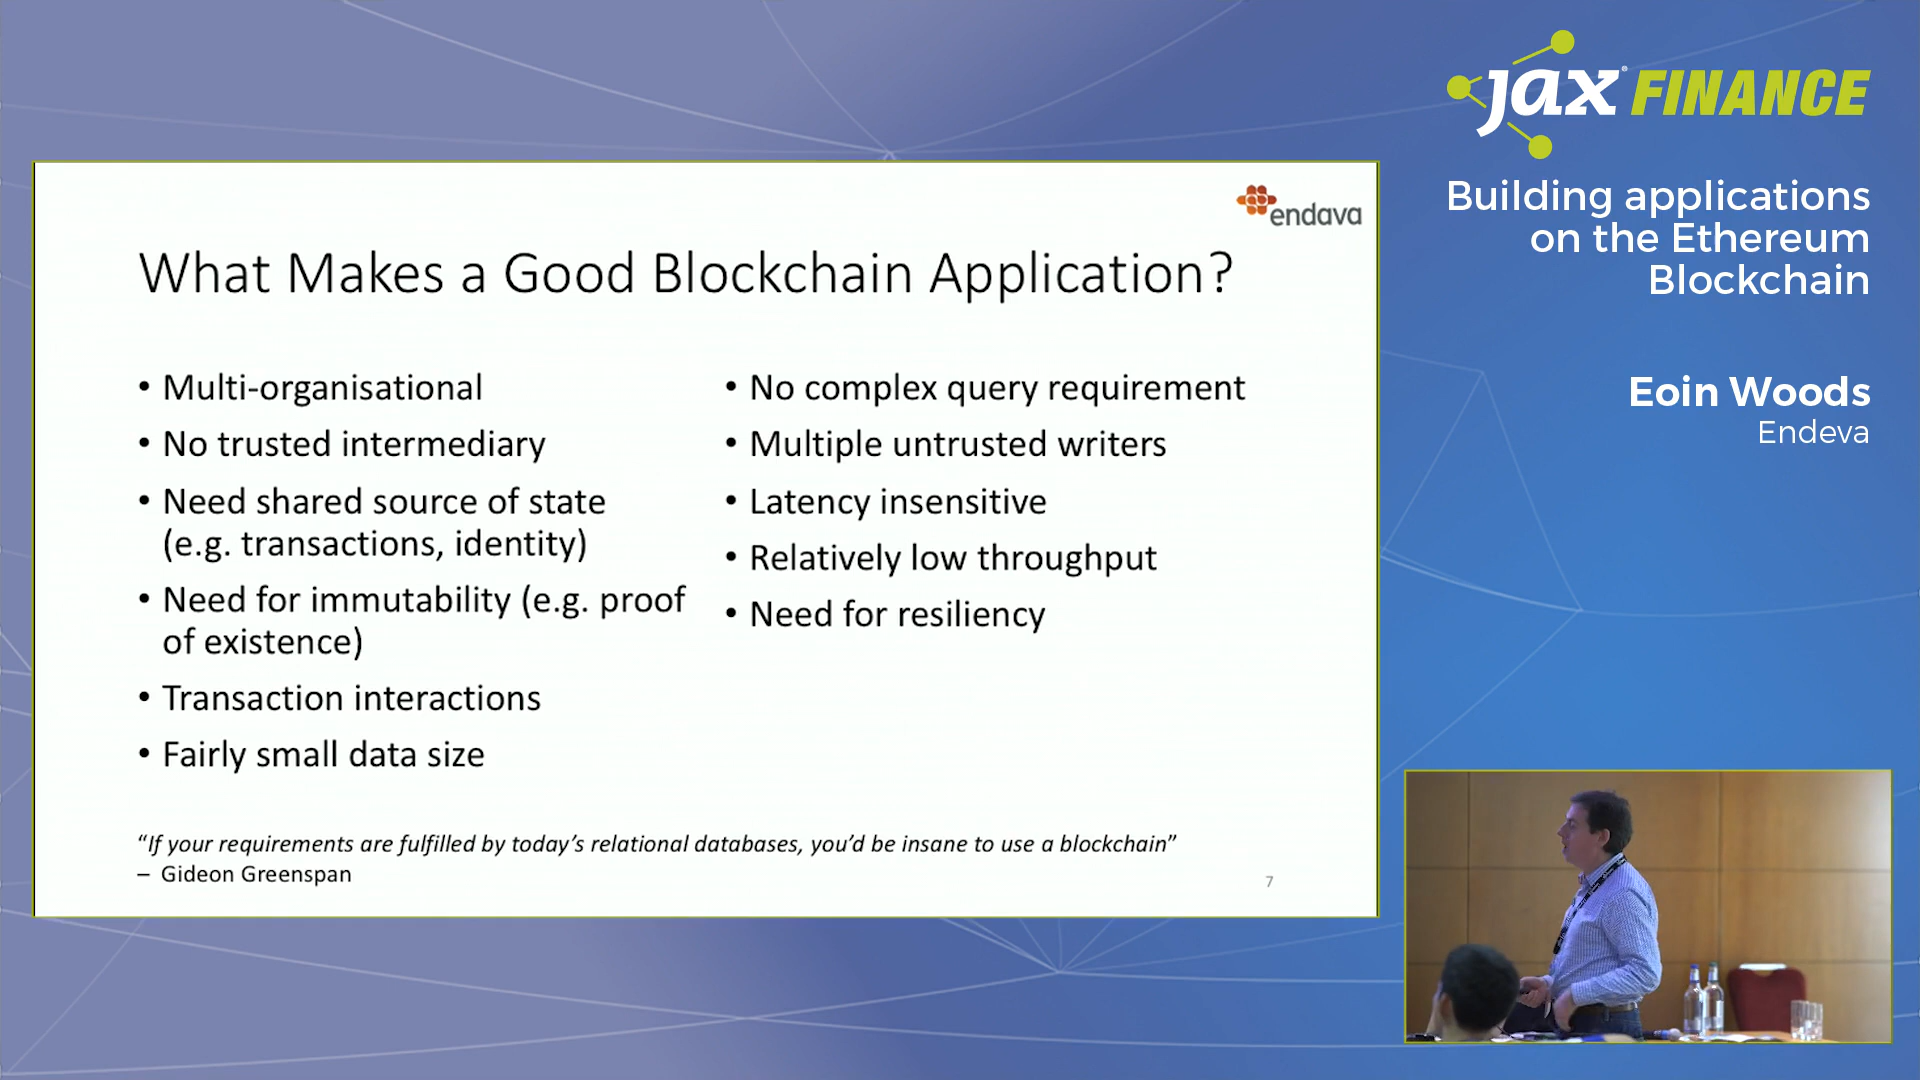 What Makes a Good Blockchain Application?
• Multi-organisational
• No trusted intermediary
• Need shared source of state
(e.g. transactions, identity)
• Need for immutability (e.g. proof
of existence)
• Transaction interactions
• Fairly small data size
• No complex query requirement
• Multiple untrusted writers
• Latency insensitive
• Relatively low throughput
• Need for resiliency
“If your requirements are fulfilled by today’s relational databases, you’d be insane to use a blockchain”
– Gideon Greenspan
7
endava
jax® FINANCE
Building applications
on the Ethereum
Blockchain
Eoin Woods
Endeva